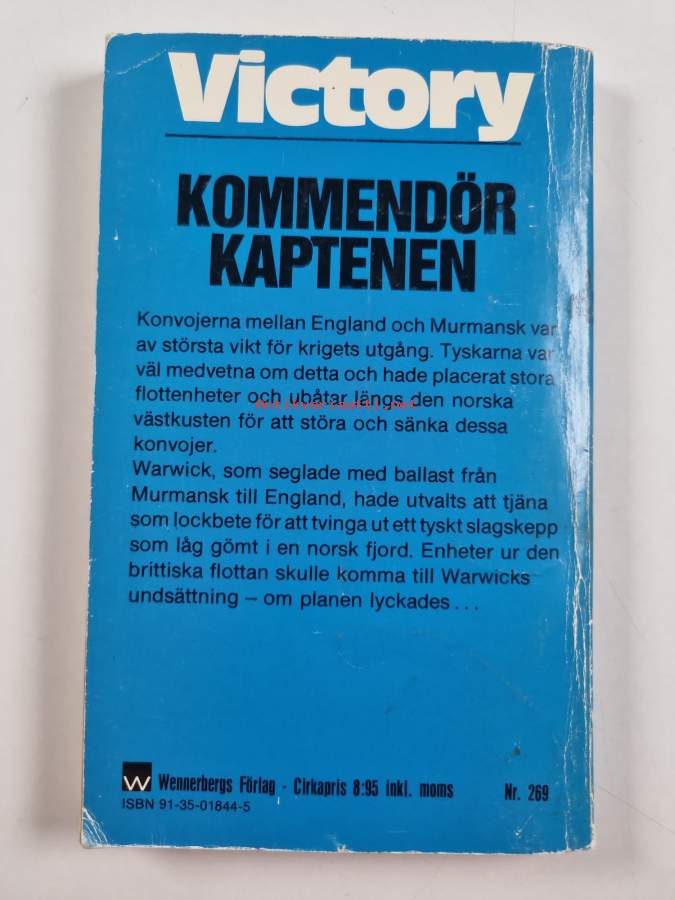 Victory
KOMMENDÖR
KAPTENEN
Konvojerna mellan England och Murmansk var
av största vikt för krigets utgång. Tyskarna var
väl medvetna om detta och hade placerat stora
flottenheter och ubåtar längs den norska
antikvariaatti.net
västkusten för att störa och sänka dessa
konvojer.
Warwick, som seglade med ballast från
Murmansk till England, hade utvalts att tjäna
som lockbete för att tvinga ut ett tyskt slagskepp
som låg gömt i en norsk fjord. Enheter ur den
brittiska flottan skulle komma till Warwicks
undsättning – om planen lyckades...
W Wennerbergs Förlag - Cirkapris 8:95 inkl. moms Nr. 269
ISBN 91-35-01844-5